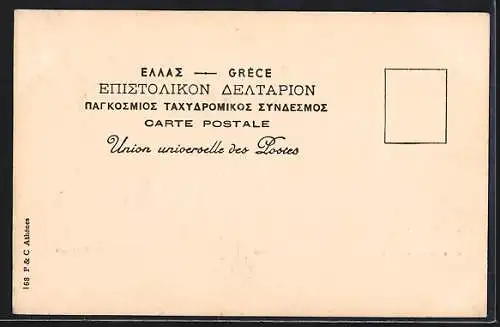 ΕΛΛΑΣ — GRÈCE
ΕΠΙΣΤΟΛΙΚΟΝ ΔΕΛΤΑΡΙΟΝ
ΠΑΓΚΟΣΜΙΟΣ ΤΑΧΥΔΡΟΜΙΚΟΣ ΣΥΝΔΕΣΜΟΣ
CARTE POSTALE
Union universelle des Postes
168 P & C Athènes